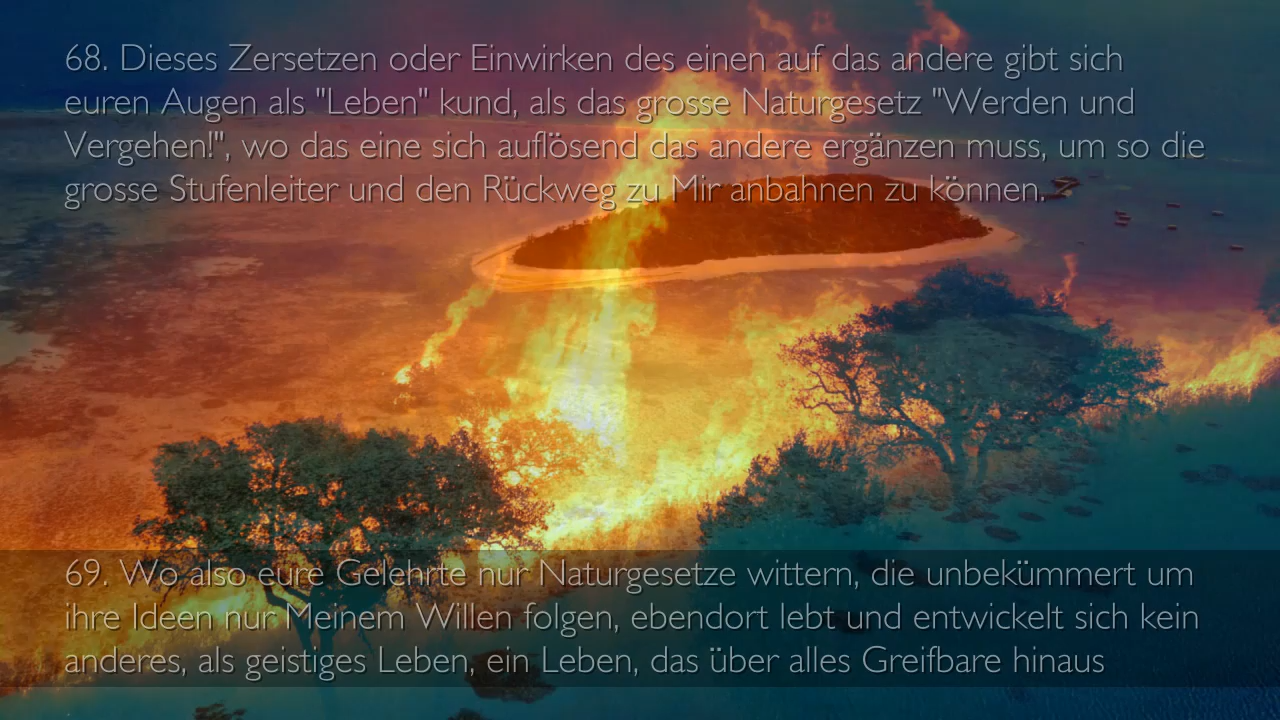 68. Dieses Zersetzen oder Einwirken des einen auf das andere gibt sich
euren Augen als "Leben" kund, als das grosse Naturgesetz "Werden und
Vergehen!", wo das eine sich auflösend das andere ergänzen muss, um so die
grosse Stufenleiter und den Rückweg zu Mir anbahnen zu können.
69. Wo also eure Gelehrte nur Naturgesetze wittern, die unbekümmert um
ihre Ideen nur Meinem Willen folgen, ebendort lebt und entwickelt sich kein
anderes, als geistiges Leben, ein Leben, das über alles Greifbare hinaus